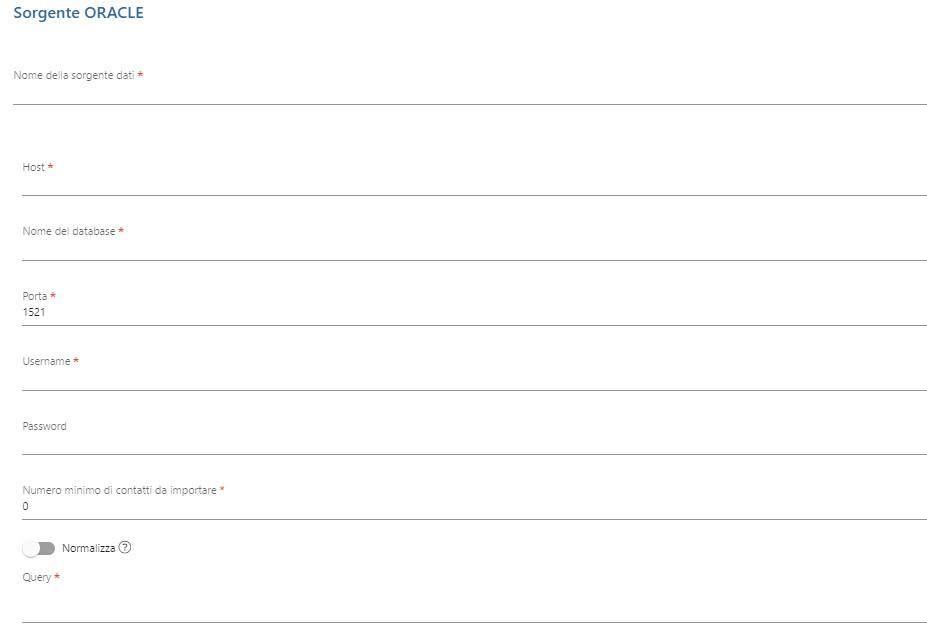 Sorgente ORACLE
Nome della sorgente dati *
Host *
Nome del database *
Porta *
1521
Username *
Password
Numero minimo di contatti da importare *
0
Normalizza ?
Query *